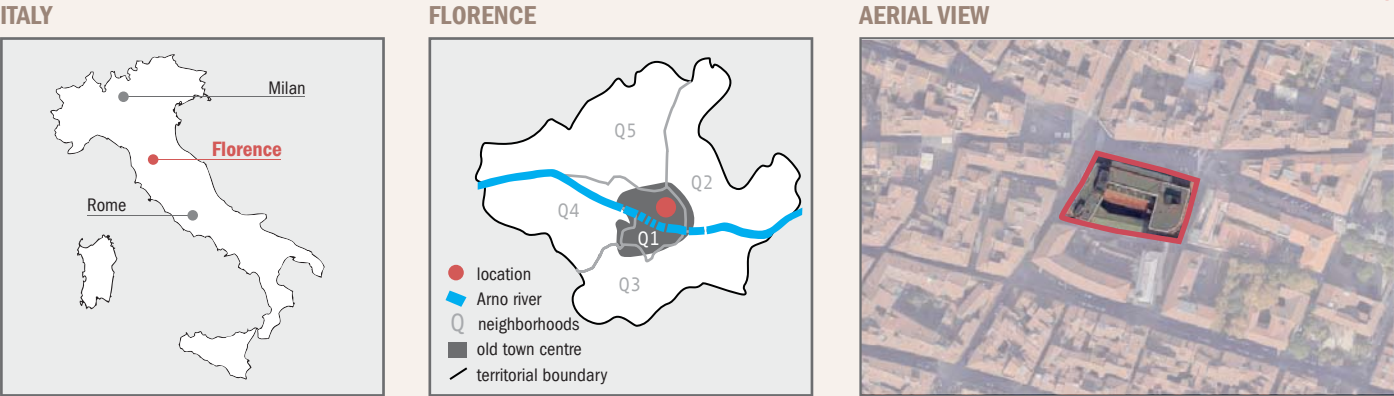 ITALY
Milan
Florence
Rome
FLORENCE
Q5
Q2
Q4
Q1
Q3
location
Arno river
Q neighborhoods
old town centre
territorial boundary
AERIAL VIEW